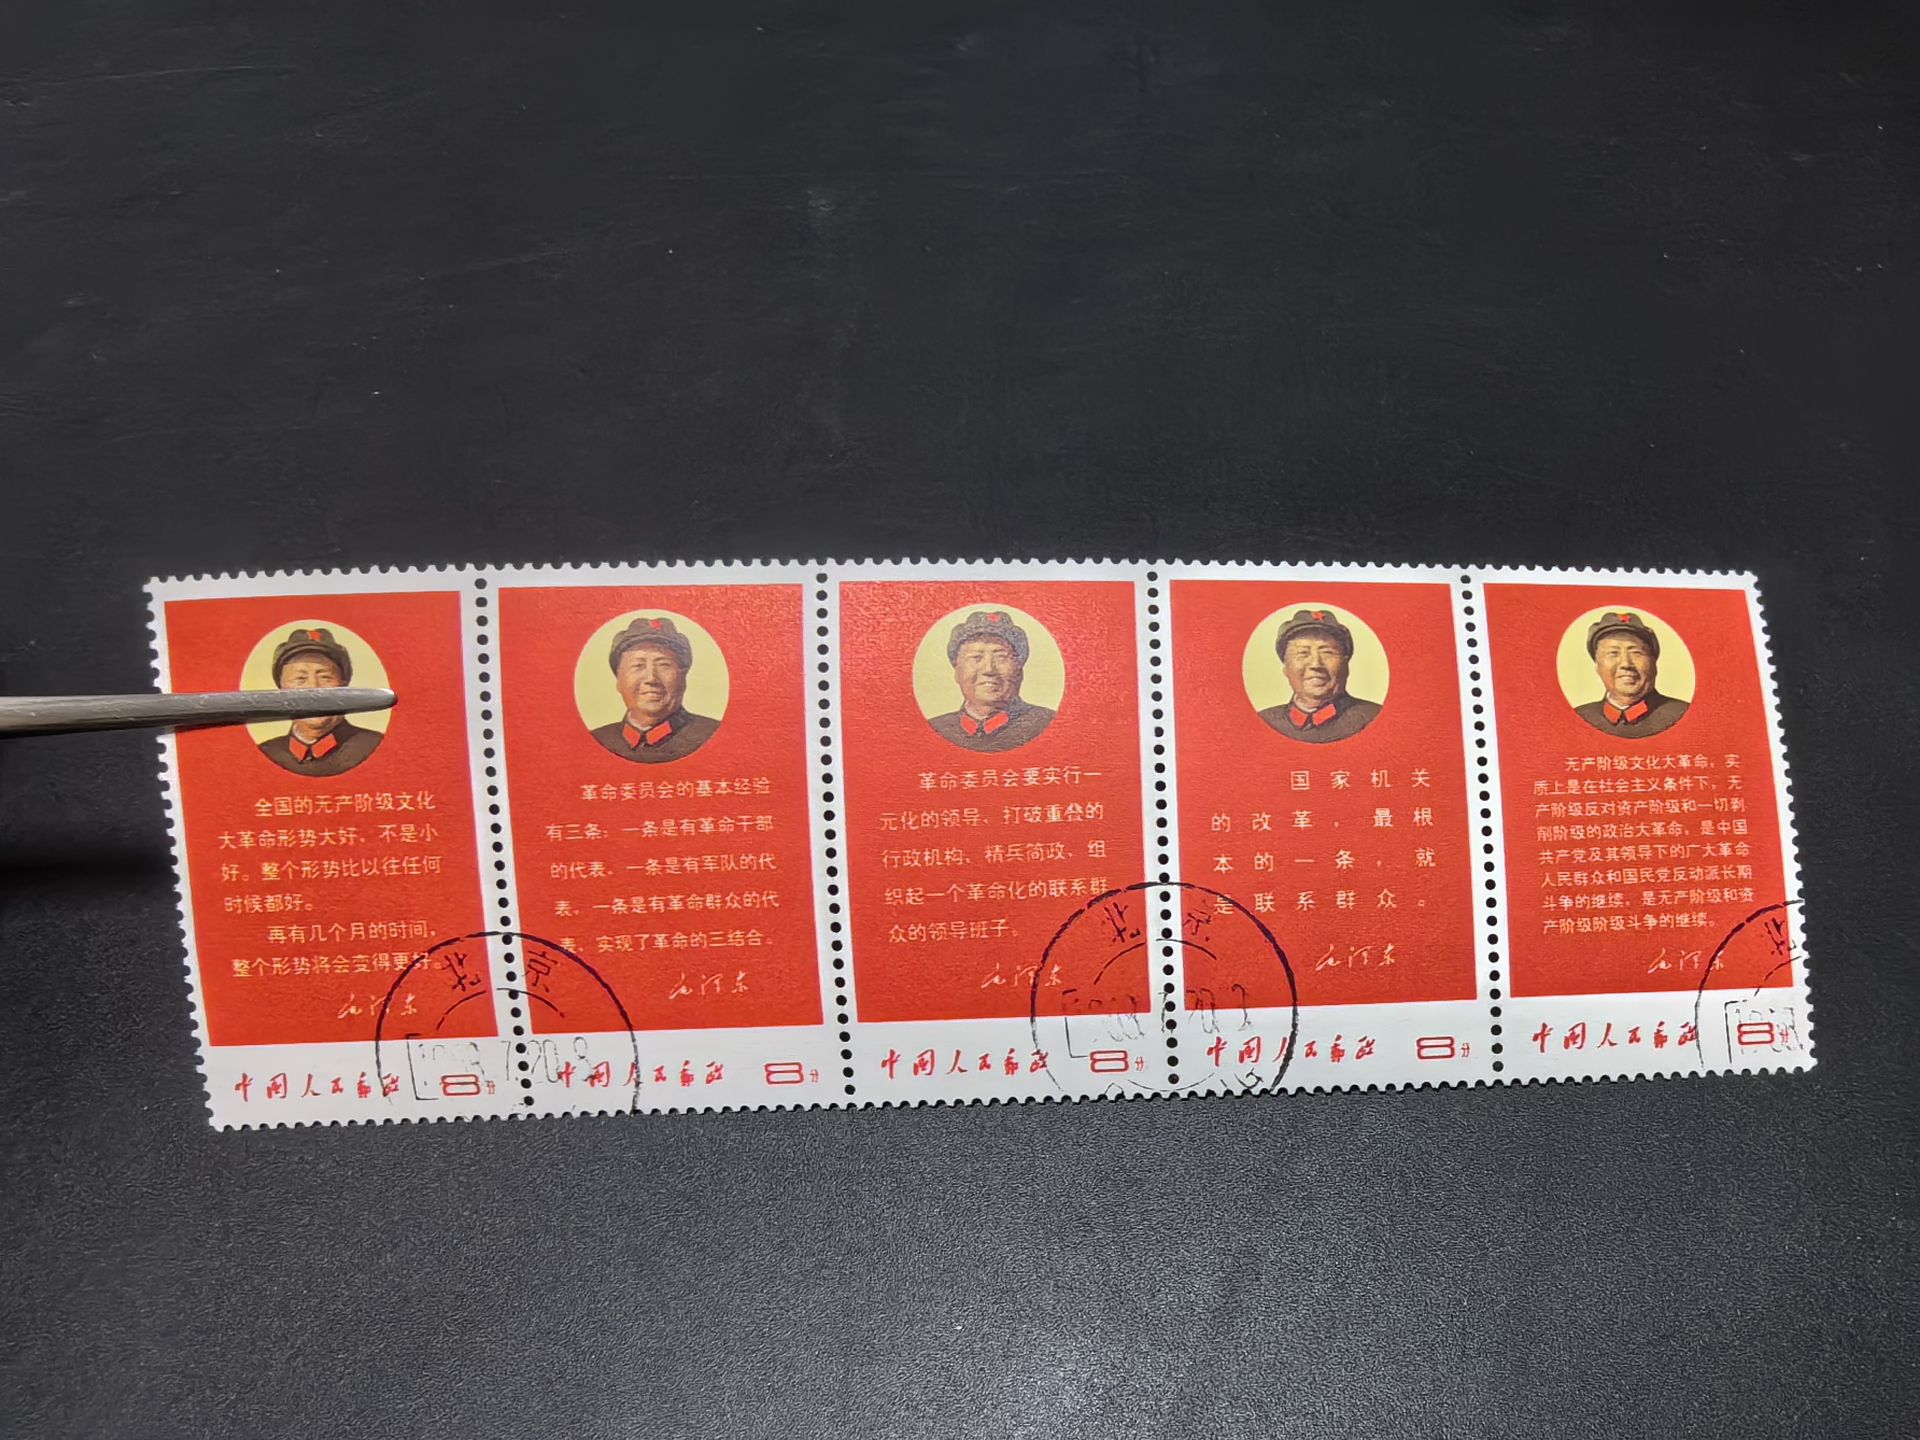 全国的无产阶级文化
大革命形势大好，不是小
好。整个形势比以往任何
时候都好。
再有几个月的时间，
整个形势将会变得更好。
毛泽东
中国人民邮政 8分
革命委员会的基本经验
有三条：一条是有革命干部
的代表，一条是有军队的代
表，一条是有革命群众的代
表，实现了革命的三结合。
毛泽东
中国人民邮政 8分
革命委员会要实行一
元化的领导，打破重叠的
行政机构，精兵简政，组
织起一个革命化的联系群
众的领导班子。
毛泽东
中国人民邮政 8分
国家机关
的改革，最根
本的一条，就
是联系群众。
毛泽东
中国人民邮政 8分
无产阶级文化大革命，实
质上是在社会主义条件下，无
产阶级反对资产阶级和一切剥
削阶级的政治大革命，是中国
共产党及其领导下的广大革命
人民群众和国民党反动派长期
斗争的继续，是无产阶级和资
产阶级阶级斗争的继续。
毛泽东
中国人民邮政 8分
北京
北京
北